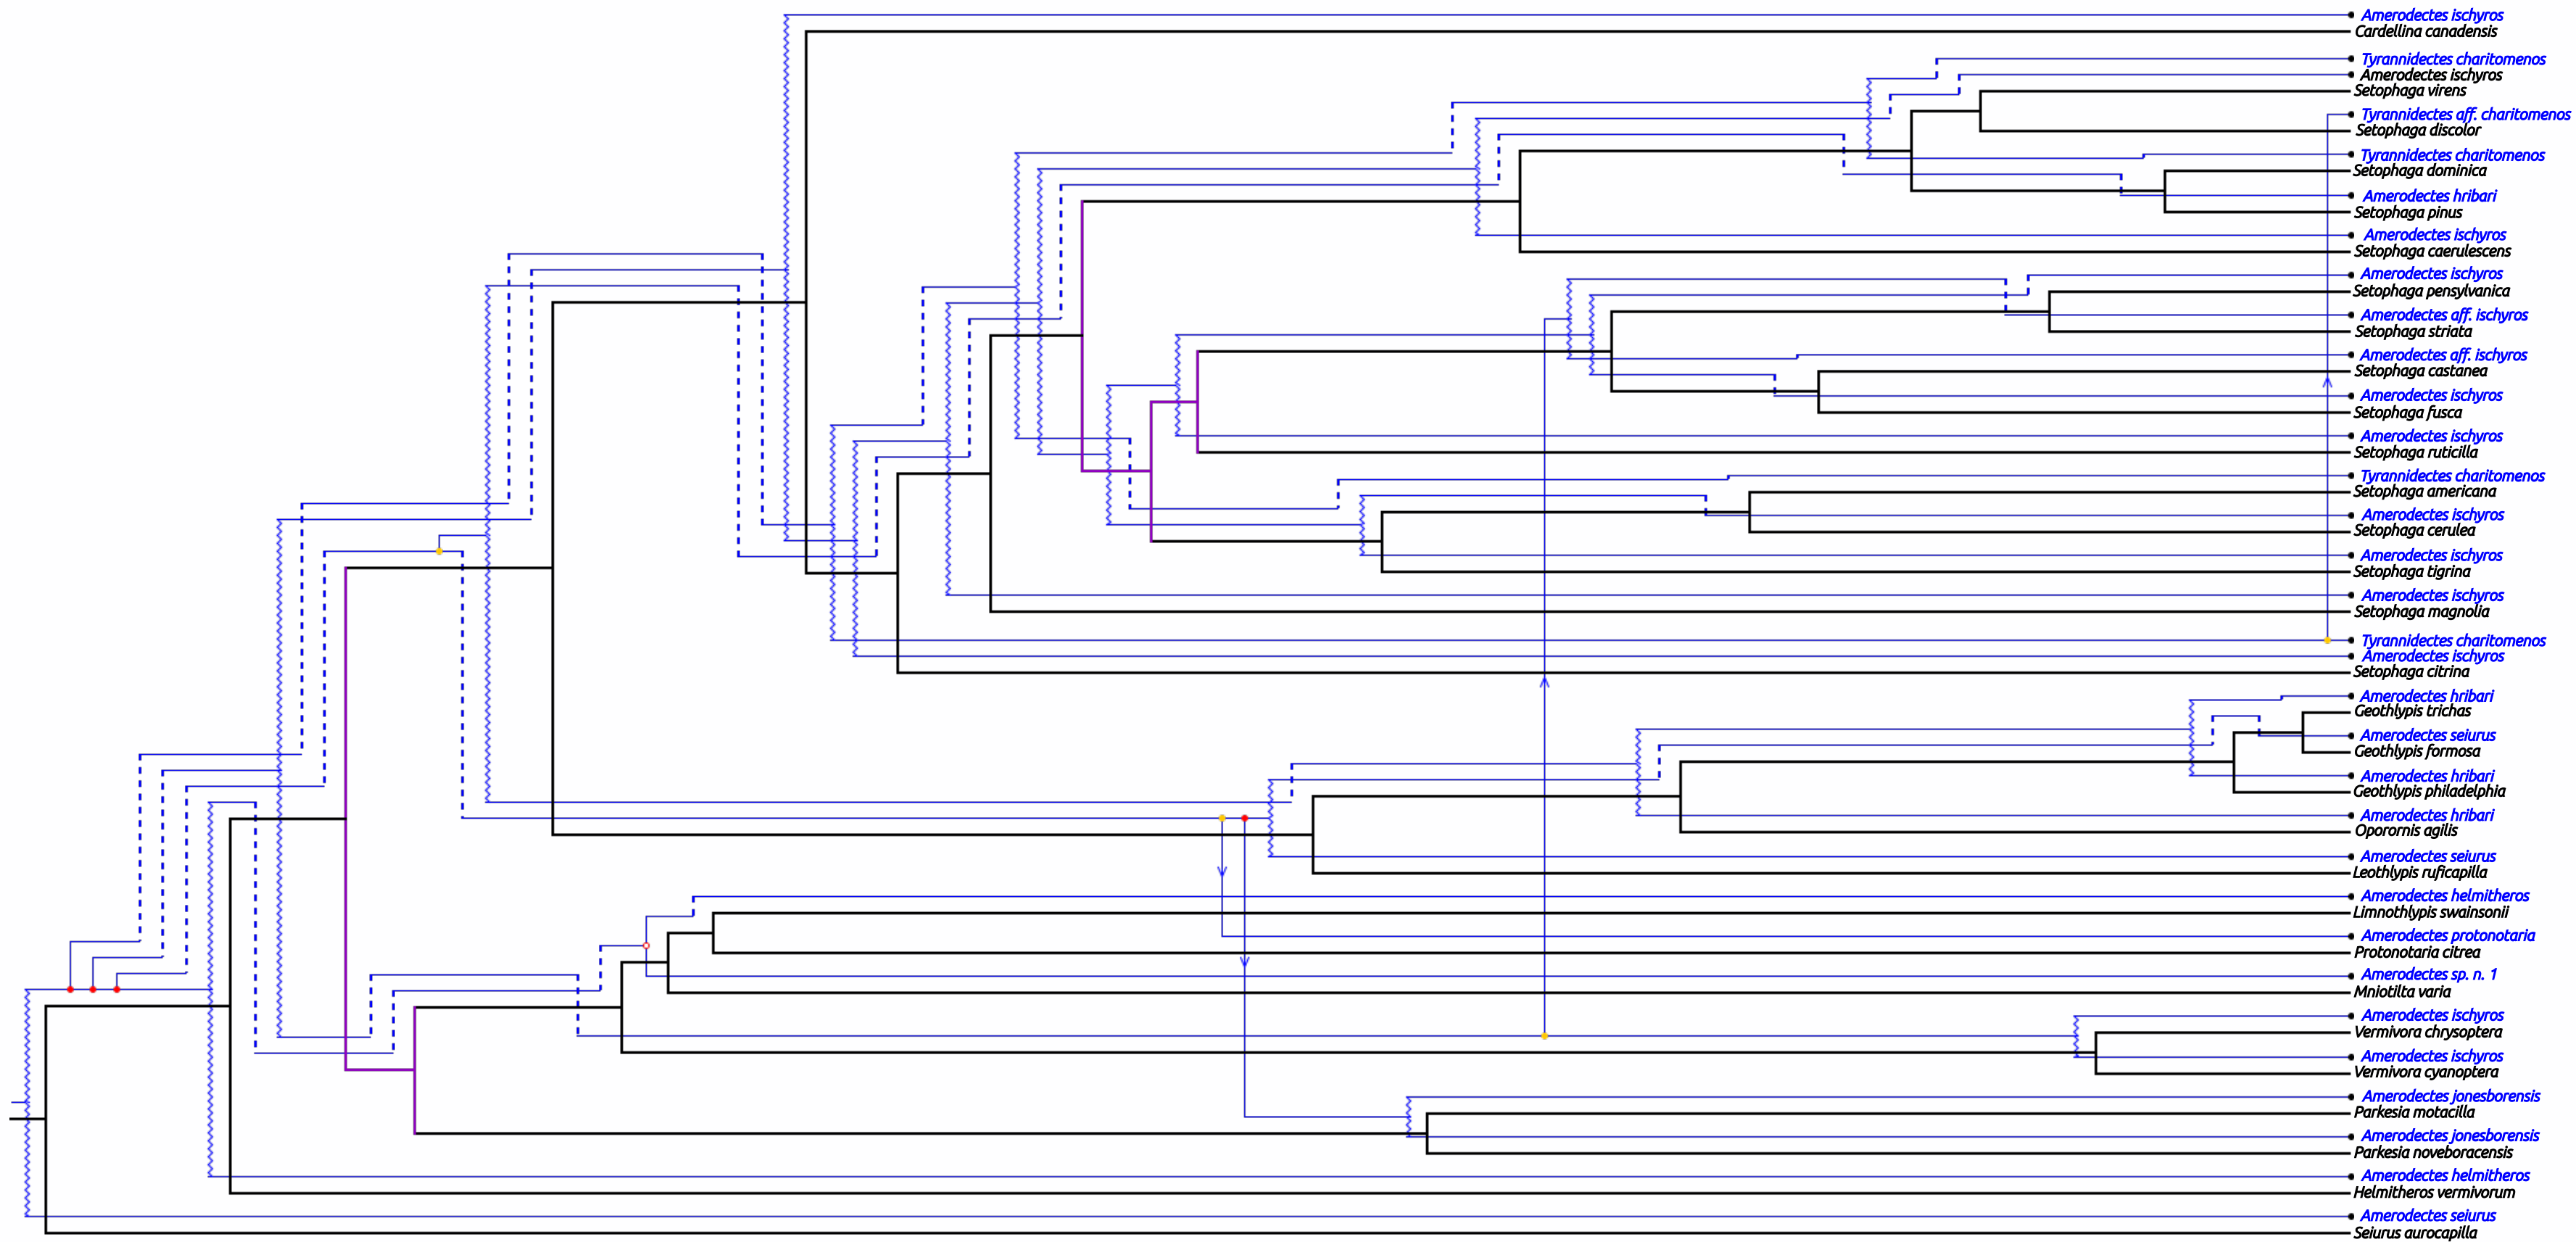 Amerodectes ischyros
Cardellina canadensis
Tyrannidectes charitomenos
Amerodectes ischyros
Setophaga virens
Tyrannidectes aff. charitomenos
Setophaga discolor
Tyrannidectes charitomenos
Setophaga dominica
Amerodectes hribari
Setophaga pinus
Amerodectes ischyros
Setophaga caerulescens
Amerodectes ischyros
Setophaga pensylvanica
Amerodectes aff. ischyros
Setophaga striata
Amerodectes aff. ischyros
Setophaga castanea
Amerodectes ischyros
Setophaga fusca
Amerodectes ischyros
Setophaga ruticilla
Tyrannidectes charitomenos
Setophaga americana
Amerodectes ischyros
Setophaga cerulea
Amerodectes ischyros
Setophaga tigrina
Amerodectes ischyros
Setophaga magnolia
Tyrannidectes charitomenos
Amerodectes ischyros
Setophaga citrina
Amerodectes hribari
Geothlypis trichas
Amerodectes seiurus
Geothlypis formosa
Amerodectes hribari
Geothlypis philadelphia
Amerodectes hribari
Oporornis agilis
Amerodectes seiurus
Leothlypis ruficapilla
Amerodectes helmitheros
Limnothlypis swainsonii
Amerodectes protonotaria
Protonotaria citrea
Amerodectes sp. n. 1
Mniotilta varia
Amerodectes ischyros
Vermivora chrysoptera
Amerodectes ischyros
Vermivora cyanoptera
Amerodectes jonesborensis
Parkesia motacilla
Amerodectes jonesborensis
Parkesia noveboracensis
Amerodectes helmitheros
Helmitheros vermivorum
Amerodectes seiurus
Seiurus aurocapilla